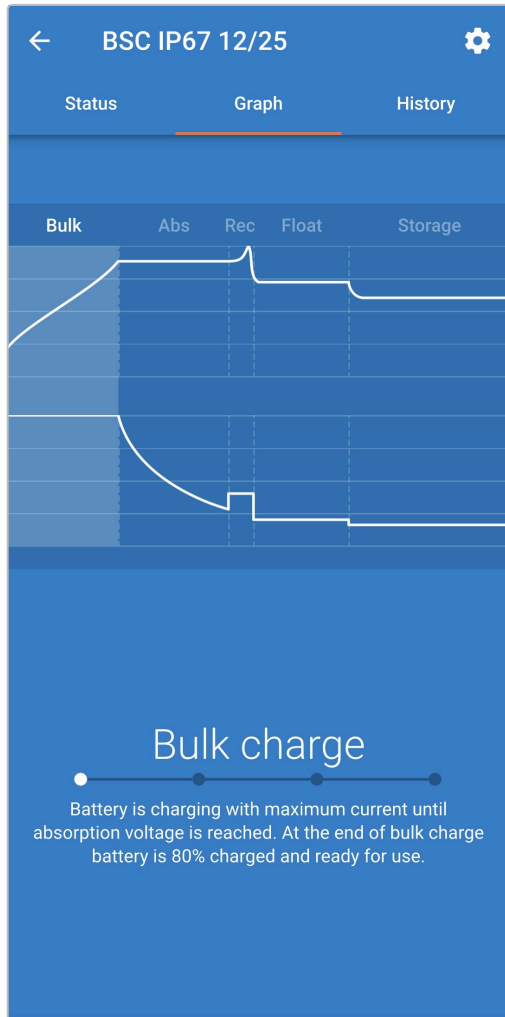 BSC IP67 12/25
Status Graph History
Bulk Abs Rec Float Storage
Bulk charge
Battery is charging with maximum current until
absorption voltage is reached. At the end of bulk charge
battery is 80% charged and ready for use.